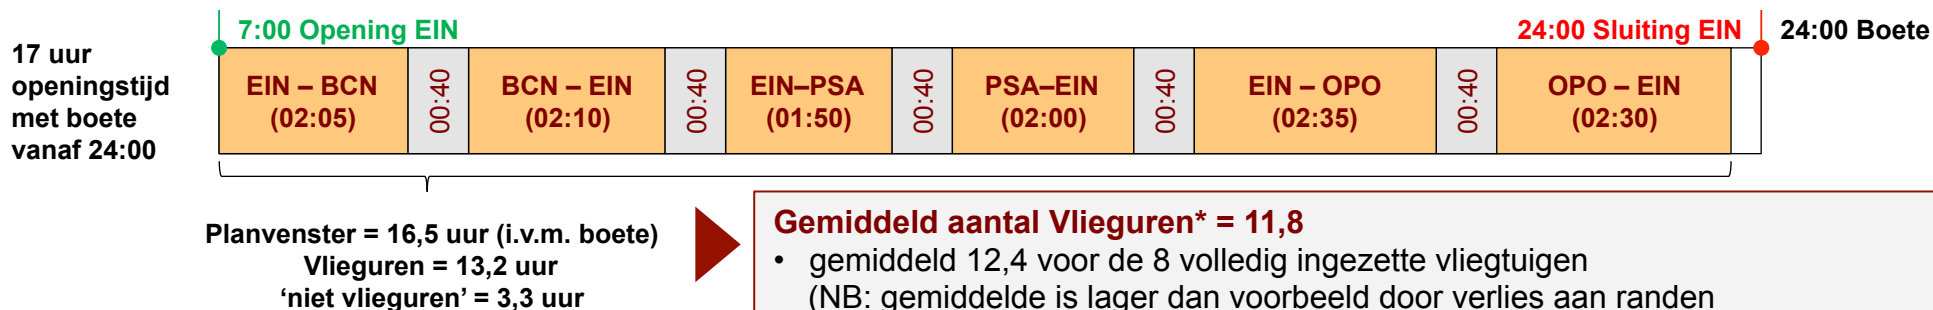 7:00 Opening EIN
24:00 Sluiting EIN
24:00 Boete
17 uur
openingstijd
met boete
vanaf 24:00
EIN – BCN
(02:05)
00:40
BCN – EIN
(02:10)
00:40
EIN–PSA
(01:50)
00:40
PSA–EIN
(02:00)
00:40
EIN – OPO
(02:35)
00:40
OPO – EIN
(02:30)
Planvenster = 16,5 uur (i.v.m. boete)
Vlieguren = 13,2 uur
‘niet vlieguren’ = 3,3 uur
Gemiddeld aantal Vlieguren* = 11,8
• gemiddeld 12,4 voor de 8 volledig ingezette vliegtuigen
(NB: gemiddelde is lager dan voorbeeld door verlies aan randen